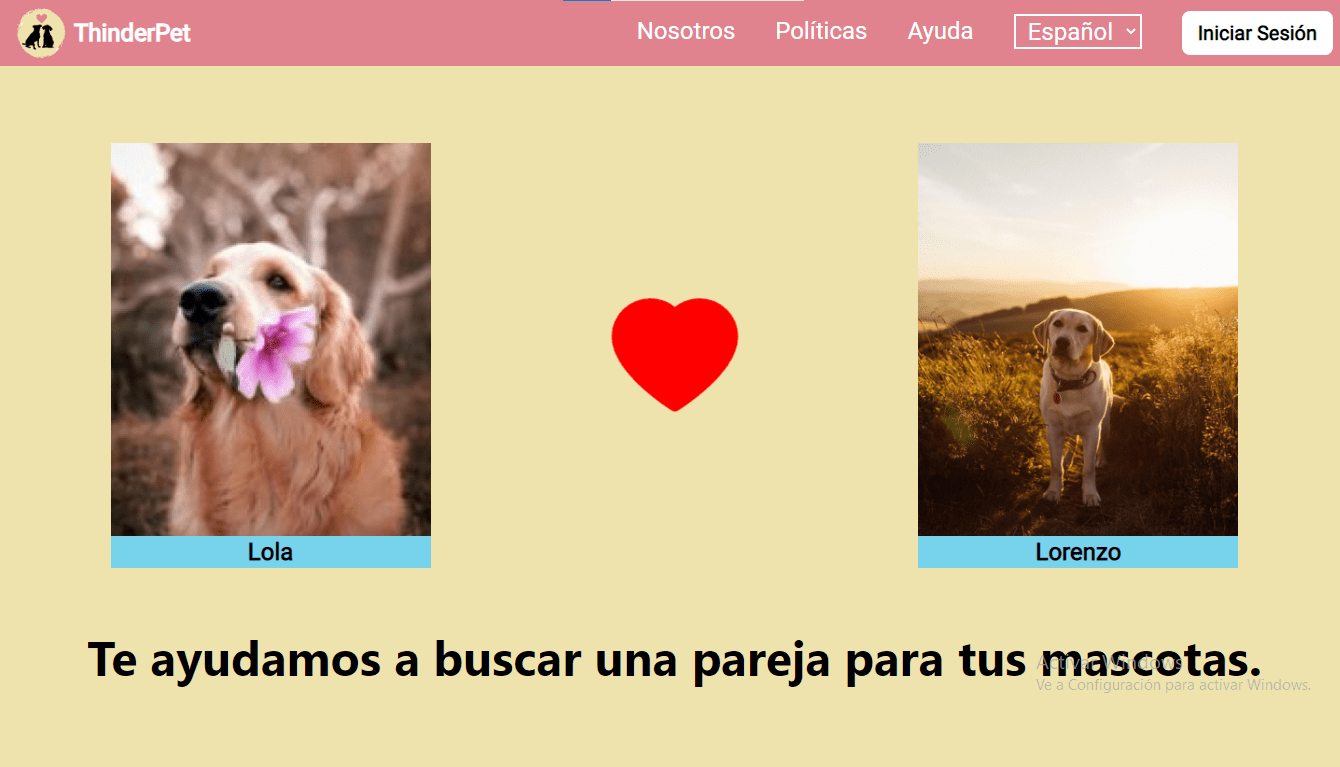 ThinderPet
Nosotros
Políticas
Ayuda
Español
Iniciar Sesión
Lola
Lorenzo
Te ayudamos a buscar una pareja para tus mascotas.
Activar Windows
Ve a Configuración para activar Windows.